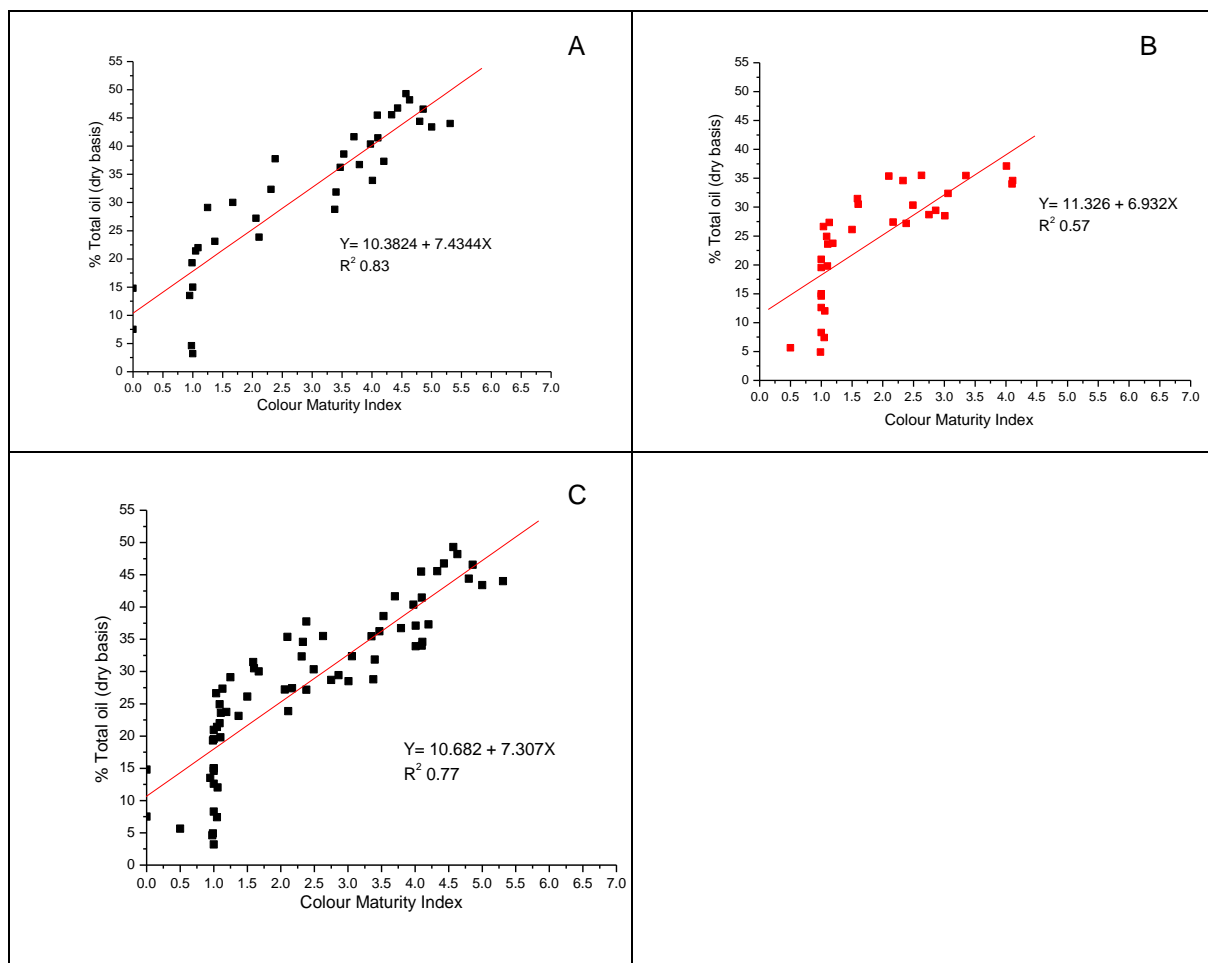 A
% Total oil (dry basis)
55
50
45
40
35
30
25
20
15
10
5
0
Y= 10.3824 + 7.4344X
R² 0.83
0.0 0.5 1.0 1.5 2.0 2.5 3.0 3.5 4.0 4.5 5.0 5.5 6.0 6.5 7.0
Colour Maturity Index
B
% Total oil (dry basis)
55
50
45
40
35
30
25
20
15
10
5
0
Y= 11.326 + 6.932X
R² 0.57
0.0 0.5 1.0 1.5 2.0 2.5 3.0 3.5 4.0 4.5 5.0 5.5 6.0 6.5 7.0
Colour Maturity Index
C
% Total oil (dry basis)
55
50
45
40
35
30
25
20
15
10
5
0
Y= 10.682 + 7.307X
R² 0.77
0.0 0.5 1.0 1.5 2.0 2.5 3.0 3.5 4.0 4.5 5.0 5.5 6.0 6.5 7.0
Colour Maturity Index